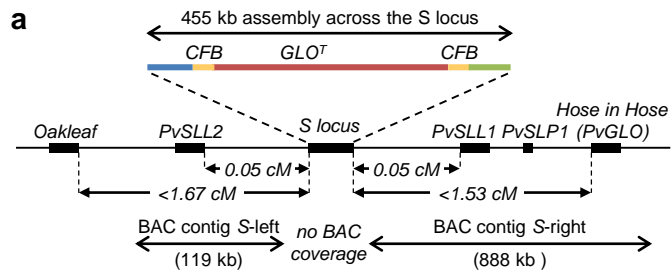 a
455 kb assembly across the S locus
CFB GLOᵀ CFB
Hose in Hose
Oakleaf PvSLL2 S locus PvSLL1 PvSLP1 (PvGLO)
0.05 cM 0.05 cM
<1.67 cM <1.53 cM
BAC contig S-left no BAC BAC contig S-right
(119 kb) coverage (888 kb )